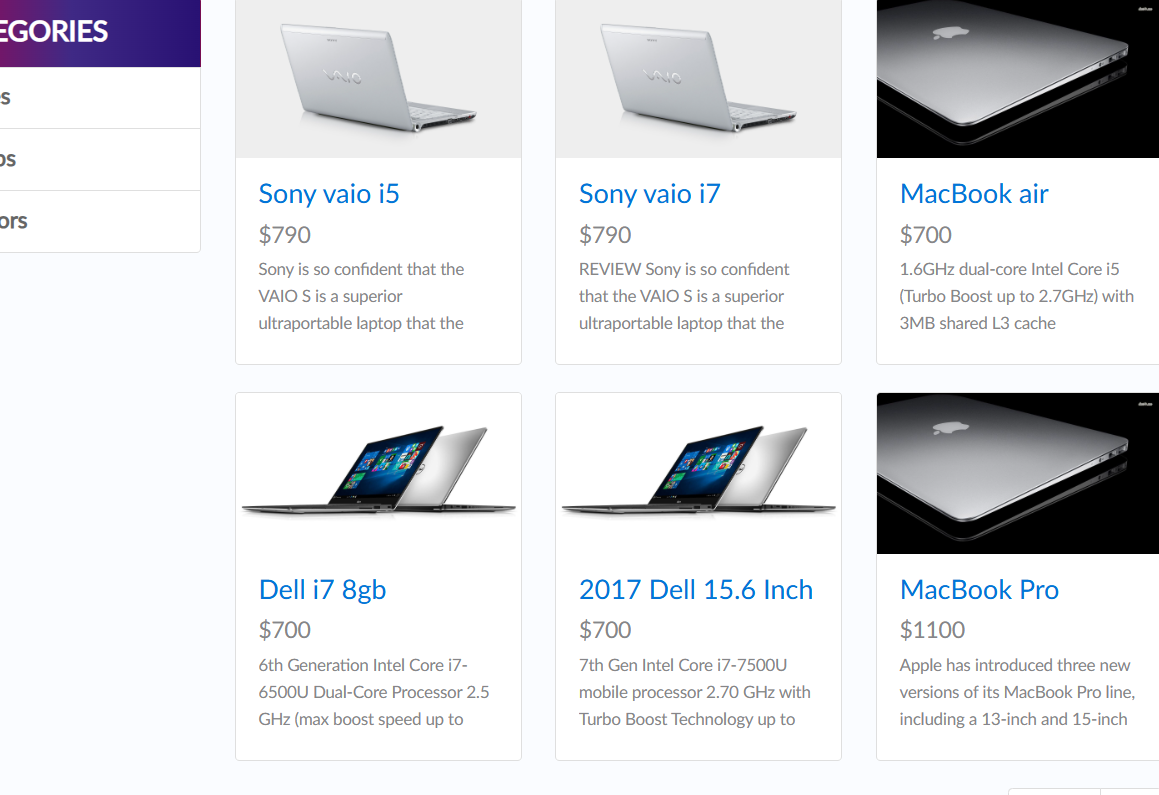 EGORIES
s
os
ors
VAIO
Sony vaio i5
$790
Sony is so confident that the
VAIO S is a superior
ultraportable laptop that the
VAIO
Sony vaio i7
$790
REVIEW Sony is so confident
that the VAIO S is a superior
ultraportable laptop that the
MacBook air
$700
1.6GHz dual-core Intel Core i5
(Turbo Boost up to 2.7GHz) with
3MB shared L3 cache
Dell i7 8gb
$700
6th Generation Intel Core i7-
6500U Dual-Core Processor 2.5
GHz (max boost speed up to
2017 Dell 15.6 Inch
$700
7th Gen Intel Core i7-7500U
mobile processor 2.70 GHz with
Turbo Boost Technology up to
MacBook Pro
$1100
Apple has introduced three new
versions of its MacBook Pro line,
including a 13-inch and 15-inch